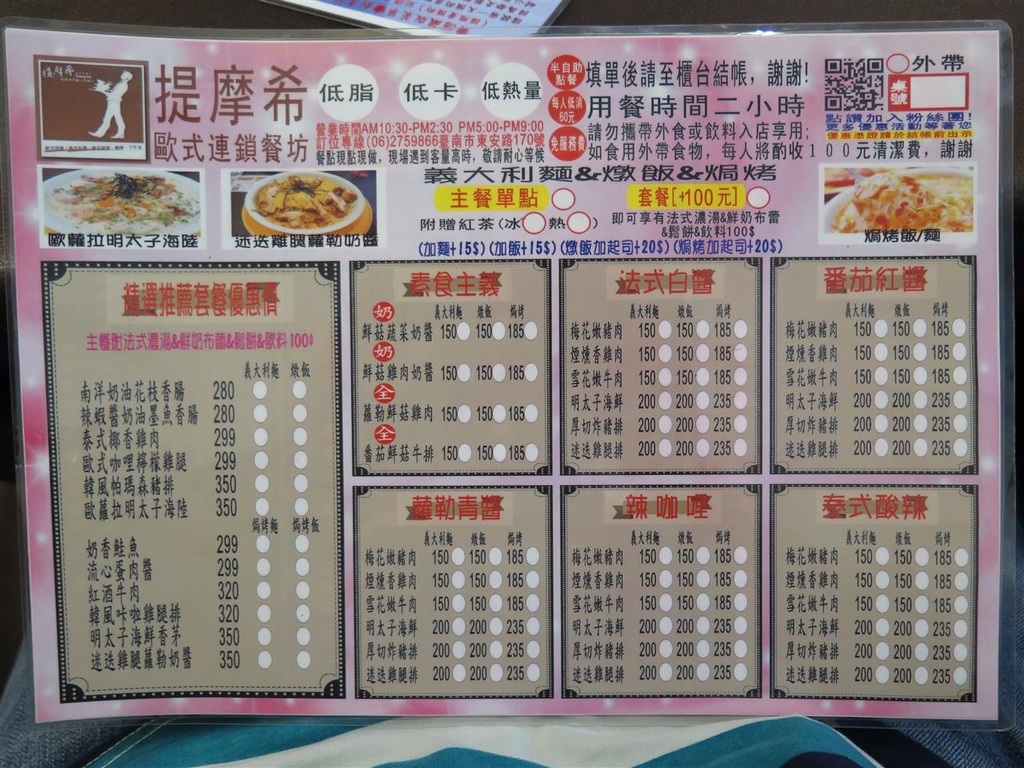 提摩希
歐式連鎖餐坊
低脂
低卡
低熱量
營業時間AM10:30-PM2:30 PM5:00-PM9:00
訂位專線(06)2759866臺南市東安路170號
餐點現點現做，現場遇到客量高時，敬請耐心等候
半自助
點餐
填單後請至櫃台結帳，謝謝!
每人低消
60元
用餐時間二小時
免服務費
請勿攜帶外食或飲料入店享用;
如食用外帶食物，每人將酌收100元清潔費，謝謝
外帶
桌號
點讚加入粉絲團!
更多優惠活動等著您
義大利麵&燉飯&焗烤
主餐單點
附贈紅茶(冰 熱 )
套餐[+100元]
即可享有法式濃湯&鮮奶布蕾
&鬆餅&飲料100$
(加麵+15$)(加飯+15$)(燉飯加起司+20$)(焗烤加起司+20$)
歐蘿拉明太子海陸
迷迭雞腿蘿勒奶醬
焗烤飯/麵
精選推薦套餐優惠價
主餐附法式濃湯&鮮奶布蕾&鬆餅&飲料100$
義大利麵 燉飯
南洋奶油花枝香腸 280
辣蝦醬奶油墨魚香腸 280
泰式椰香雞肉 299
歐式咖哩檸檬雞腿 299
韓風帕瑪森豬排 350
歐蘿拉明太子海陸 350
焗烤麵 焗烤飯
奶香鮭魚 299
流心蛋肉醬 299
紅酒牛肉 320
韓風咔啦雞腿排 320
明太子海鮮香茅 350
迷迭雞腿蘿勒奶醬 350
素食主義
義大利麵 燉飯 焗烤
奶
鮮菇蔬菜奶醬 150 150 185
奶
鮮菇雞肉奶醬 150 150 185
全
蘿勒鮮菇雞肉 150 150 185
全
番茄鮮菇牛排 150 150 185
法式白醬
義大利麵 燉飯 焗烤
梅花嫩豬肉 150 150 185
煙燻香雞肉 150 150 185
雪花嫩牛肉 150 150 185
明太子海鮮 200 200 235
厚切炸豬排 200 200 235
迷迭雞腿排 200 200 235
番茄紅醬
義大利麵 燉飯 焗烤
梅花嫩豬肉 150 150 185
煙燻香雞肉 150 150 185
雪花嫩牛肉 150 150 185
明太子海鮮 200 200 235
厚切炸豬排 200 200 235
迷迭雞腿排 200 200 235
蘿勒青醬
義大利麵 燉飯 焗烤
梅花嫩豬肉 150 150 185
煙燻香雞肉 150 150 185
雪花嫩牛肉 150 150 185
明太子海鮮 200 200 235
厚切炸豬排 200 200 235
迷迭雞腿排 200 200 235
辣咖哩
義大利麵 燉飯 焗烤
梅花嫩豬肉 150 150 185
煙燻香雞肉 150 150 185
雪花嫩牛肉 150 150 185
明太子海鮮 200 200 235
厚切炸豬排 200 200 235
迷迭雞腿排 200 200 235
泰式酸辣
義大利麵 燉飯 焗烤
梅花嫩豬肉 150 150 185
煙燻香雞肉 150 150 185
雪花嫩牛肉 150 150 185
明太子海鮮 200 200 235
厚切炸豬排 200 200 235
迷迭雞腿排 200 200 235